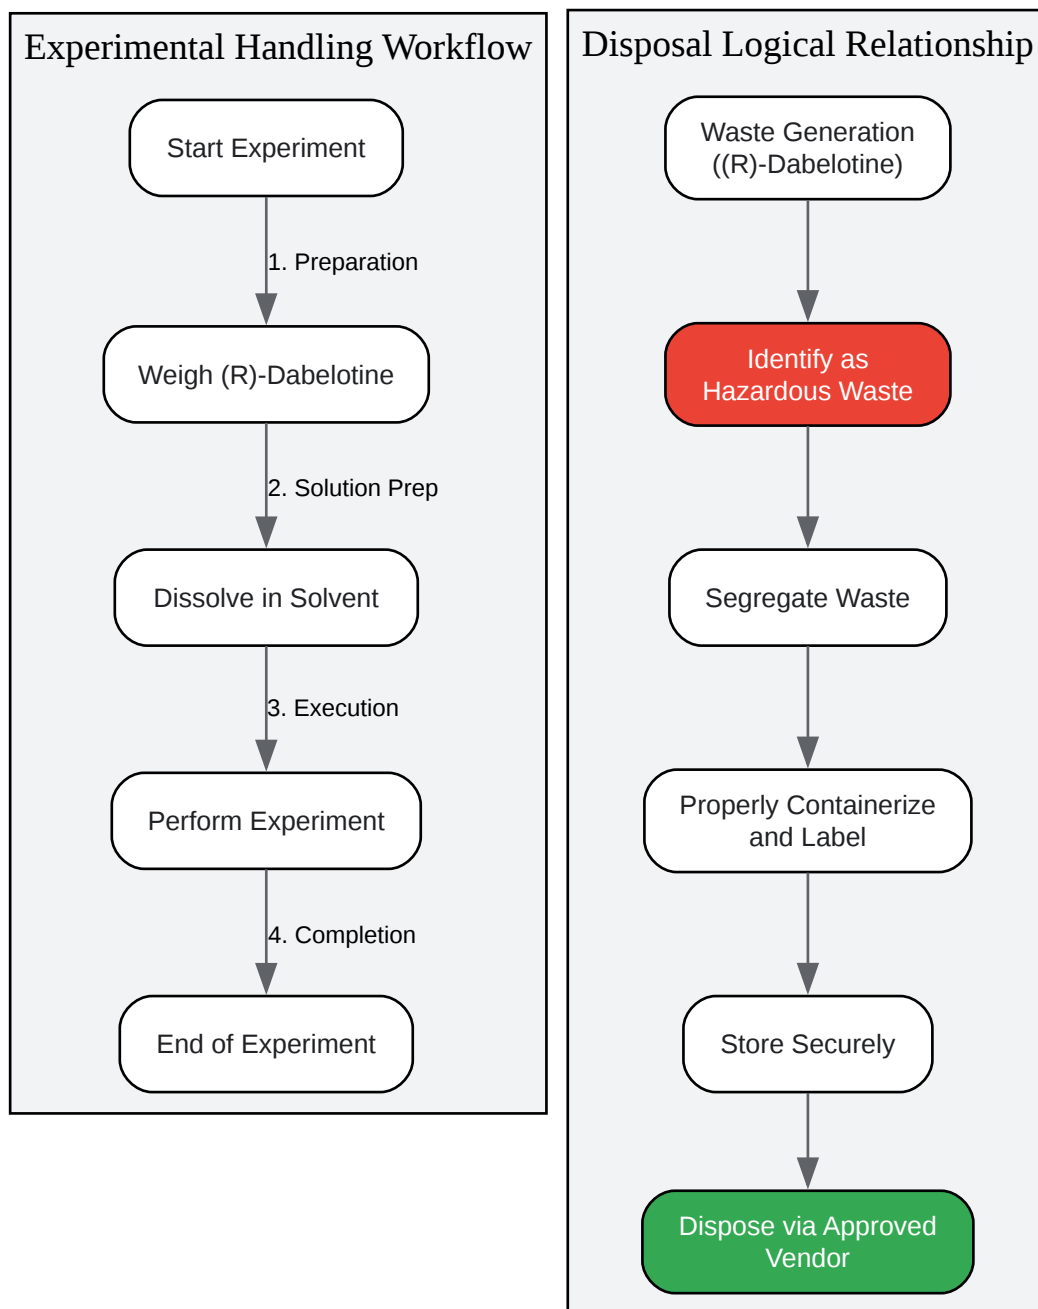 Experimental Handling Workflow
Start Experiment
1. Preparation
Weigh (R)-Dabelotine
2. Solution Prep
Dissolve in Solvent
3. Execution
Perform Experiment
4. Completion
End of Experiment
Disposal Logical Relationship
Waste Generation
((R)-Dabelotine)
Identify as
Hazardous Waste
Segregate Waste
Properly Containerize
and Label
Store Securely
Dispose via Approved
Vendor